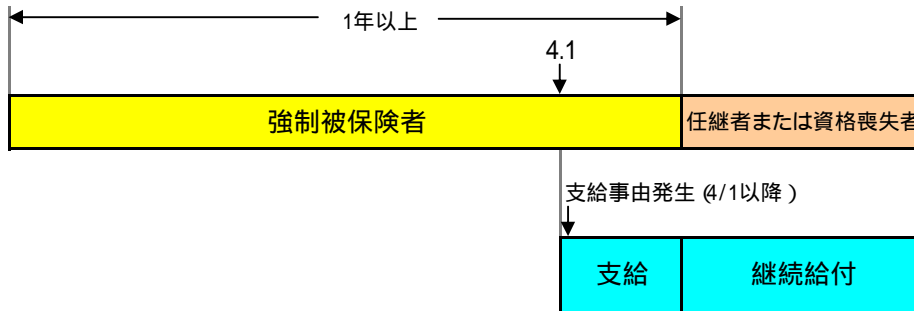 1年以上
4.1
強制被保険者
任継者または資格喪失者
支給事由発生（4/1以降）
支給
継続給付